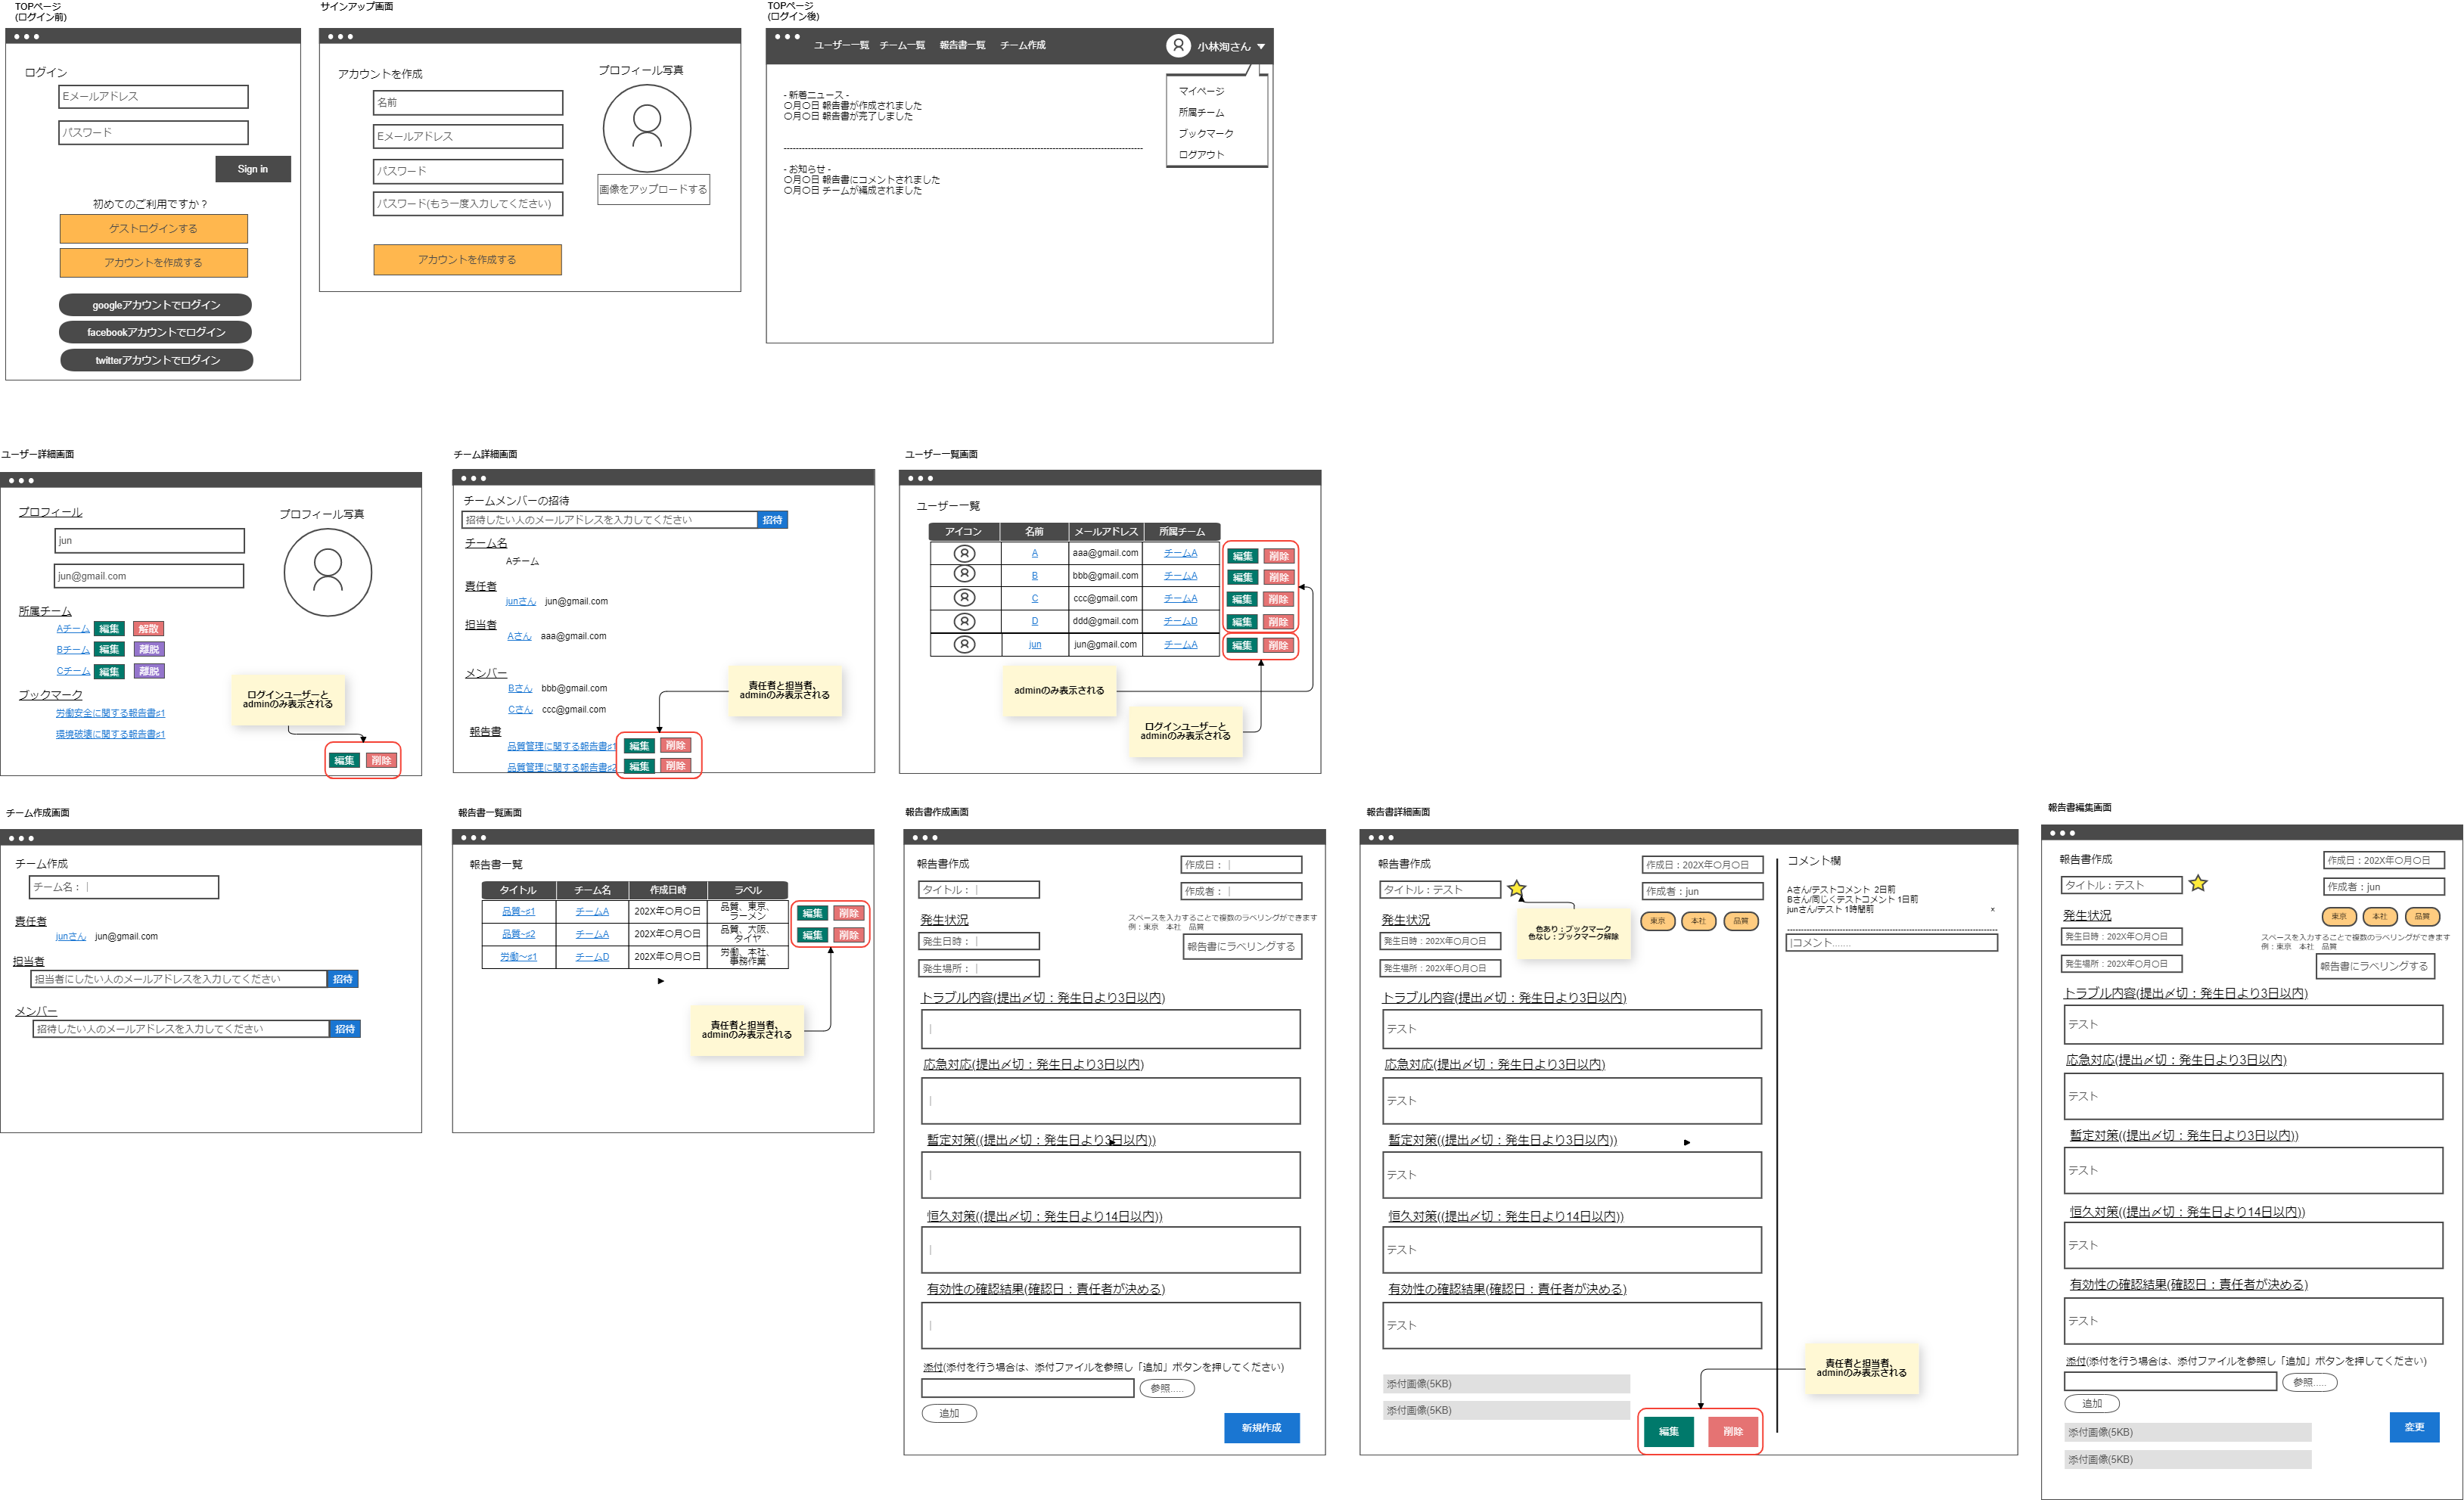 TOPページ
(ログイン前)
ログイン
Eメールアドレス
パスワード
Sign in
初めてのご利用ですか？
ゲストログインする
アカウントを作成する
googleアカウントでログイン
facebookアカウントでログイン
twitterアカウントでログイン
サインアップ画面
アカウントを作成
名前
Eメールアドレス
パスワード
パスワード(もう一度入力してください)
アカウントを作成する
プロフィール写真
画像をアップロードする
TOPページ
(ログイン後)
ユーザー一覧 チーム一覧 報告書一覧 チーム作成
小林洵さん
マイページ
所属チーム
ブックマーク
ログアウト
- 新着ニュース -
〇月〇日 報告書が作成されました
〇月〇日 報告書が完了しました
- お知らせ -
〇月〇日 報告書にコメントされました
〇月〇日 チームが編成されました
ユーザー詳細画面
プロフィール
jun
jun@gmail.com
プロフィール写真
所属チーム
Aチーム 編集 解散
Bチーム 編集 離脱
Cチーム 編集 離脱
ブックマーク
労働安全に関する報告書♯1
環境破壊に関する報告書♯1
ログインユーザーと
adminのみ表示される
編集 削除
チーム詳細画面
チームメンバーの招待
招待したい人のメールアドレスを入力してください 招待
チーム名
Aチーム
責任者
junさん jun@gmail.com
担当者
Aさん aaa@gmail.com
メンバー
Bさん bbb@gmail.com
Cさん ccc@gmail.com
報告書
品質管理に関する報告書♯1 編集 削除
品質管理に関する報告書♯2 編集 削除
責任者と担当者、
adminのみ表示される
ユーザー一覧画面
ユーザー一覧
アイコン 名前 メールアドレス 所属チーム
A aaa@gmail.com チームA 編集 削除
B bbb@gmail.com チームA 編集 削除
C ccc@gmail.com チームA 編集 削除
D ddd@gmail.com チームD 編集 削除
jun jun@gmail.com チームA 編集 削除
adminのみ表示される
ログインユーザーと
adminのみ表示される
チーム作成画面
チーム作成
チーム名：｜
責任者
junさん jun@gmail.com
担当者
担当者にしたい人のメールアドレスを入力してください 招待
メンバー
招待したい人のメールアドレスを入力してください 招待
報告書一覧画面
報告書一覧
タイトル チーム名 作成日時 ラベル
品質~♯1 チームA 202X年〇月〇日 品質、東京、
ラーメン 編集 削除
品質~♯2 チームA 202X年〇月〇日 品質、大阪、
タイヤ 編集 削除
労働~♯1 チームD 202X年〇月〇日 労働、本社、
事務作業
責任者と担当者、
adminのみ表示される
報告書作成画面
報告書作成
作成日：｜
タイトル：｜
作成者：｜
発生状況
スペースを入力することで複数のラベリングができます
例：東京 本社 品質
発生日時：｜
報告書にラベリングする
発生場所：｜
トラブル内容(提出〆切：発生日より3日以内)
｜
応急対応(提出〆切：発生日より3日以内)
｜
暫定対策((提出〆切：発生日より3日以内))
｜
恒久対策((提出〆切：発生日より14日以内))
｜
有効性の確認結果(確認日：責任者が決める)
｜
添付(添付を行う場合は、添付ファイルを参照し「追加」ボタンを押してください)
参照.....
追加
新規作成
報告書詳細画面
報告書作成
作成日：202X年〇月〇日
タイトル：テスト
作成者：jun
発生状況
色あり：ブックマーク
色なし：ブックマーク解除
東京 本社 品質
発生日時：202X年〇月〇日
発生場所：202X年〇月〇日
トラブル内容(提出〆切：発生日より3日以内)
テスト
応急対応(提出〆切：発生日より3日以内)
テスト
暫定対策((提出〆切：発生日より3日以内))
テスト
恒久対策((提出〆切：発生日より14日以内))
テスト
有効性の確認結果(確認日：責任者が決める)
テスト
添付画像(5KB)
添付画像(5KB)
編集 削除
コメント欄
Aさん/テストコメント 2日前
Bさん/同じくテストコメント 1日前
junさん/テスト 1時間前 ×
|コメント.......
責任者と担当者、
adminのみ表示される
報告書編集画面
報告書作成
作成日：202X年〇月〇日
タイトル：テスト
作成者：jun
発生状況
東京 本社 品質
発生日時：202X年〇月〇日
スペースを入力することで複数のラベリングができます
例：東京 本社 品質
発生場所：202X年〇月〇日
報告書にラベリングする
トラブル内容(提出〆切：発生日より3日以内)
テスト
応急対応(提出〆切：発生日より3日以内)
テスト
暫定対策((提出〆切：発生日より3日以内))
テスト
恒久対策((提出〆切：発生日より14日以内))
テスト
有効性の確認結果(確認日：責任者が決める)
テスト
添付(添付を行う場合は、添付ファイルを参照し「追加」ボタンを押してください)
参照.....
追加
添付画像(5KB)
添付画像(5KB)
変更